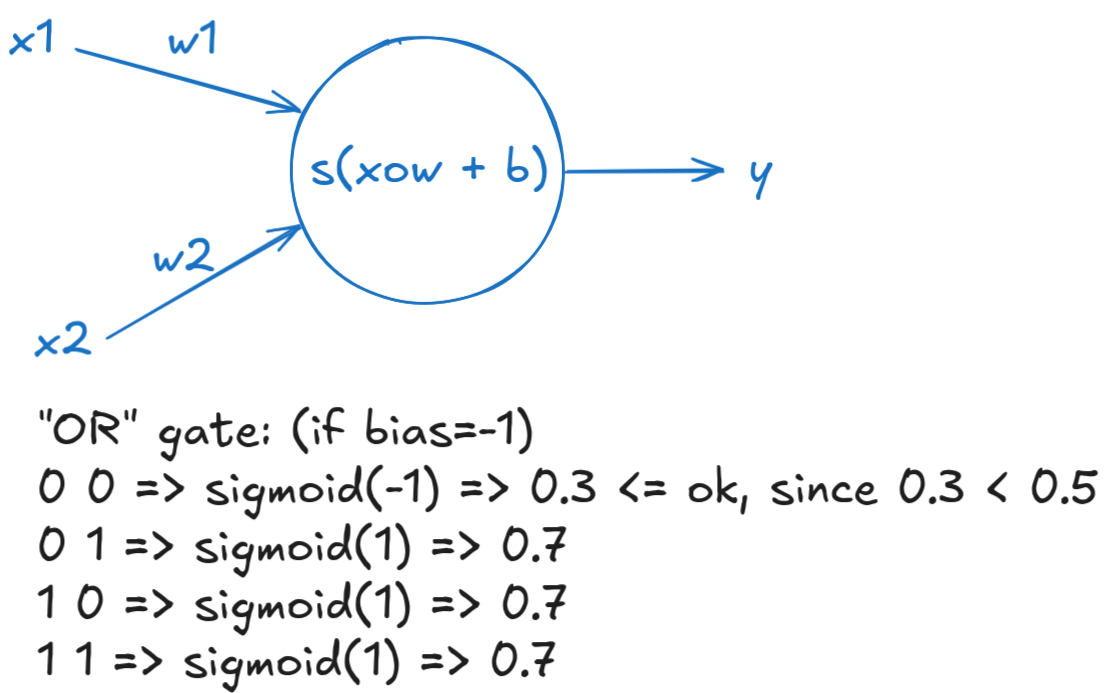 x1
w1
s(xow + b)
y
w2
x2
"OR" gate: (if bias=-1)
0 0 => sigmoid(-1) => 0.3 <= ok, since 0.3 < 0.5
0 1 => sigmoid(1) => 0.7
1 0 => sigmoid(1) => 0.7
1 1 => sigmoid(1) => 0.7